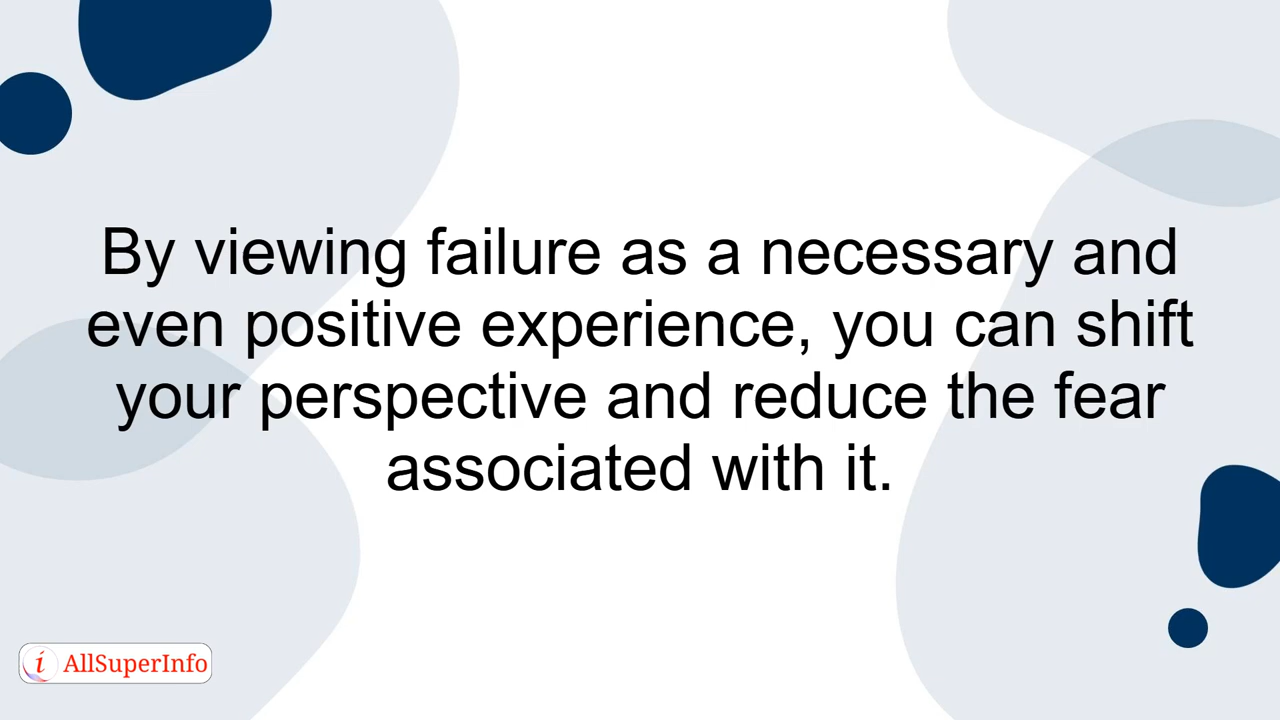 By viewing failure as a necessary and
even positive experience, you can shift
your perspective and reduce the fear
associated with it.
i AllSuperInfo